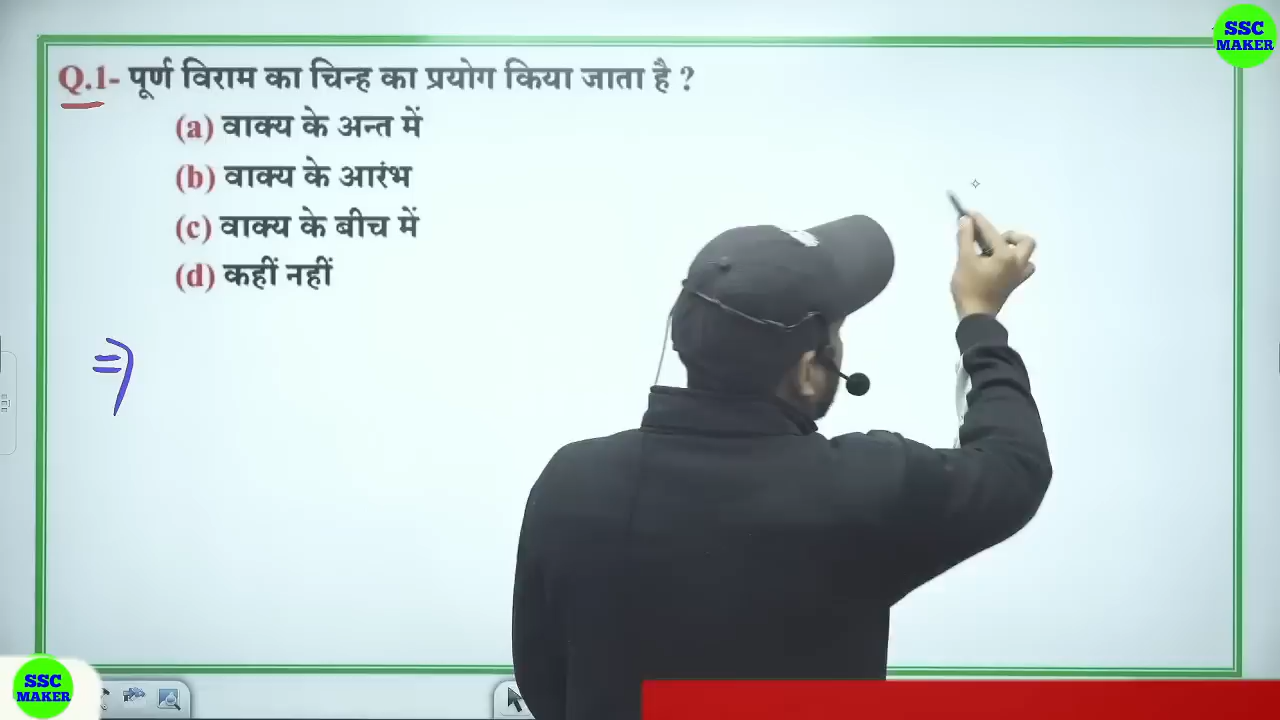 SSC
MAKER
Q.1- पूर्ण विराम का चिन्ह का प्रयोग किया जाता है ?
(a) वाक्य के अन्त में
(b) वाक्य के आरंभ
(c) वाक्य के बीच में
(d) कहीं नहीं
⇒
SSC
MAKER